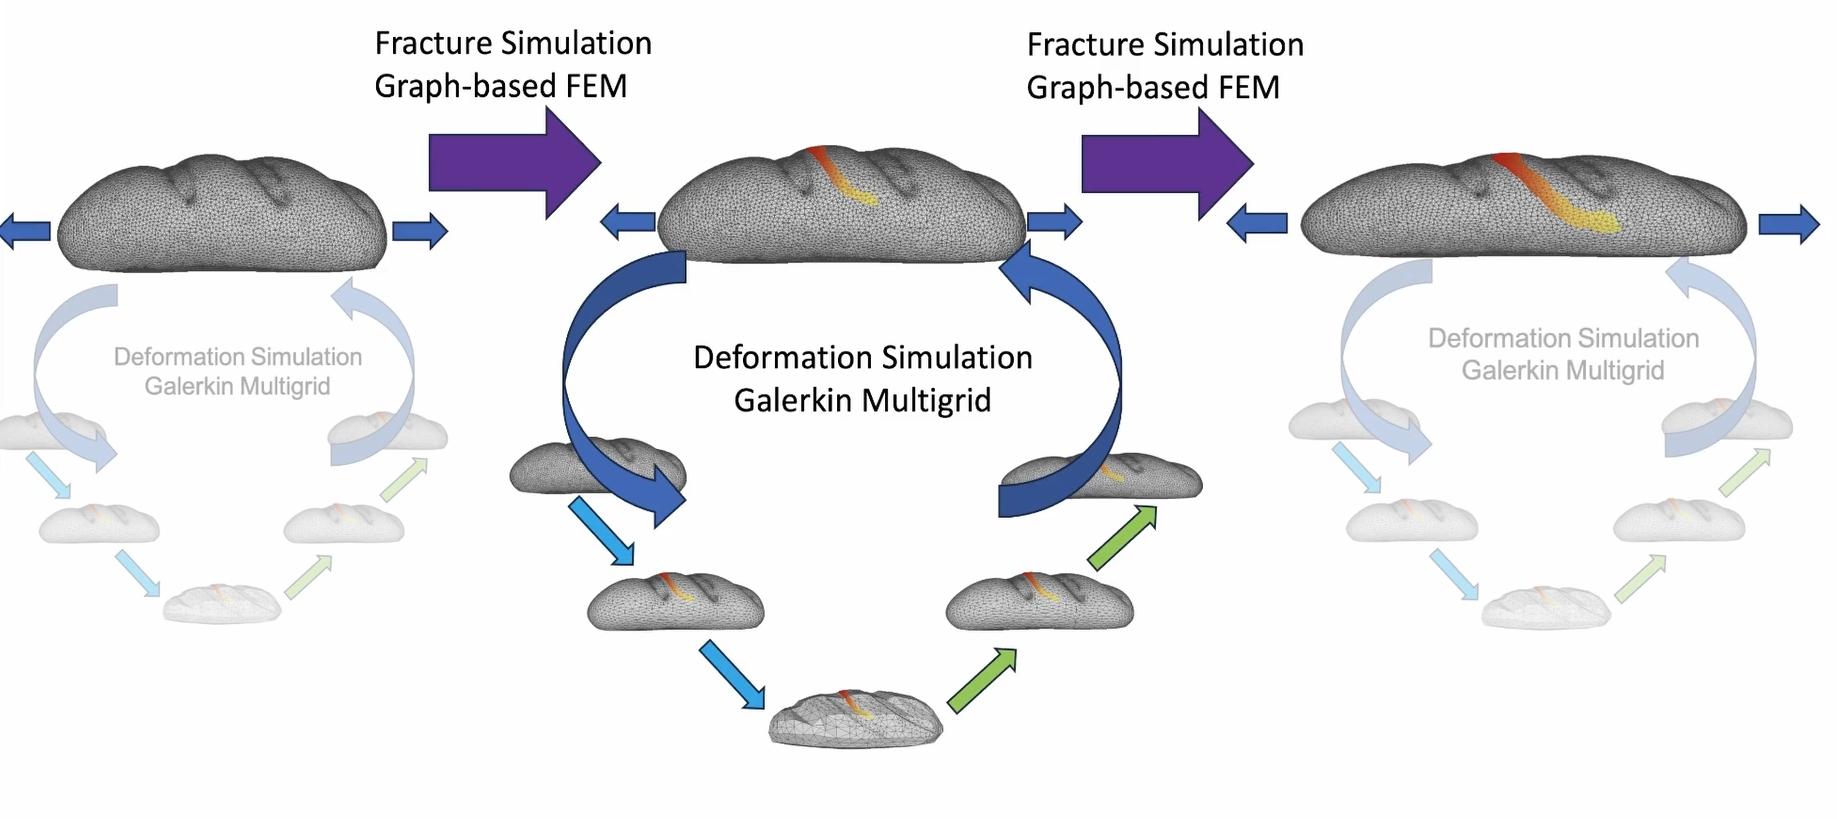 Fracture Simulation
Graph-based FEM
Fracture Simulation
Graph-based FEM
Deformation Simulation
Galerkin Multigrid
Deformation Simulation
Galerkin Multigrid
Deformation Simulation
Galerkin Multigrid